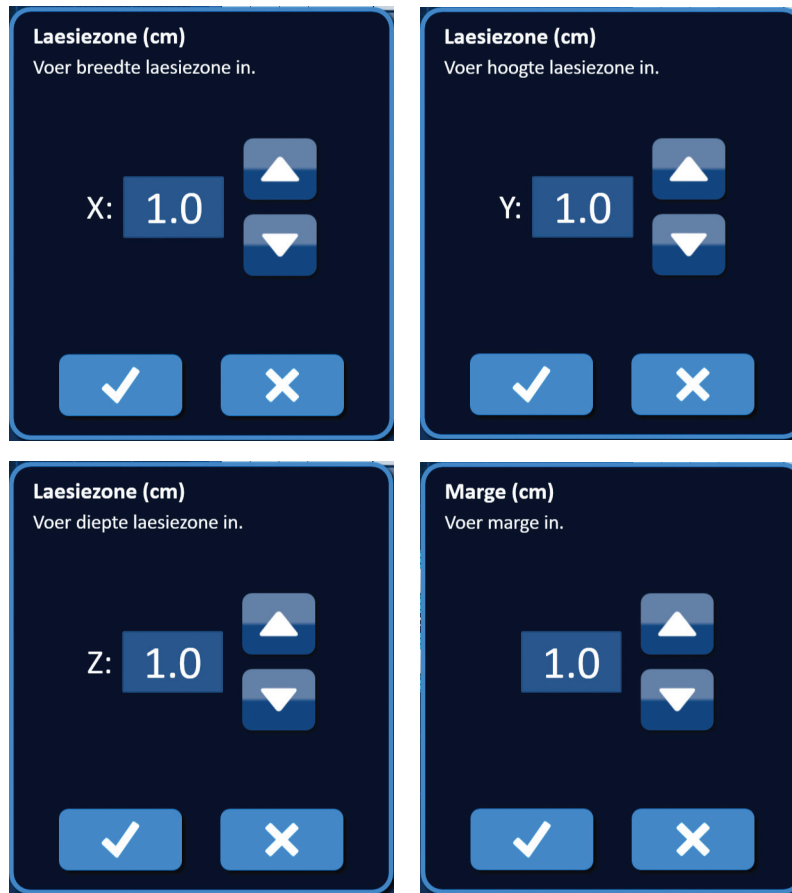 Laesiezone (cm)
Voer breedte laesiezone in.
X: 1.0
Laesiezone (cm)
Voer hoogte laesiezone in.
Y: 1.0
Laesiezone (cm)
Voer diepte laesiezone in.
Z: 1.0
Marge (cm)
Voer marge in.
1.0